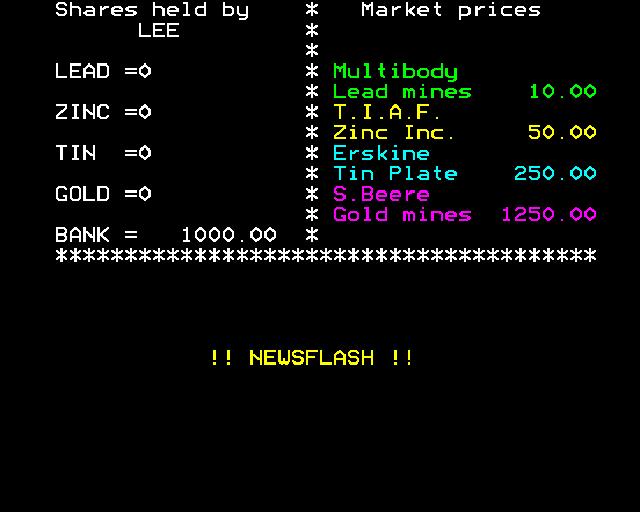 Shares held by    *   Market prices
      LEE         *
                  *
LEAD =0           * Multibody
                  * Lead mines    10.00
ZINC =0           * T.I.A.F.
                  * Zinc Inc.     50.00
TIN  =0           * Erskine
                  * Tin Plate    250.00
GOLD =0           * S.Beere
                  * Gold mines  1250.00
BANK =   1000.00  *
***************************************
!! NEWSFLASH !!